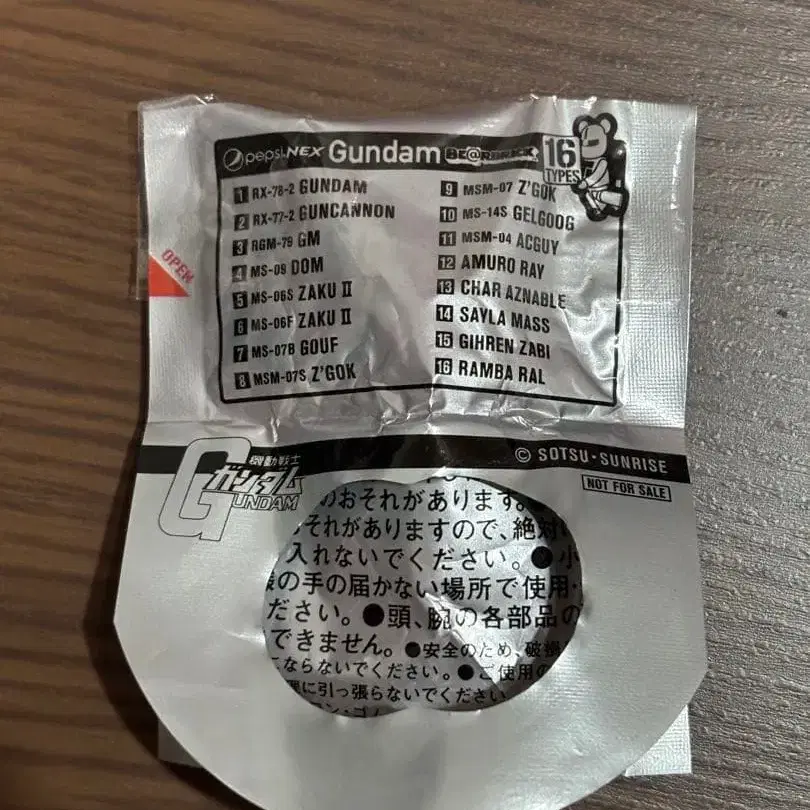 pepsi NEX Gundam BE@RBRICK 16 TYPES
1 RX-78-2 GUNDAM
2 RX-77-2 GUNCANNON
3 RGM-79 GM
4 MS-09 DOM
5 MS-06S ZAKU II
6 MS-06F ZAKU II
7 MS-07B GOUF
8 MSM-07S Z'GOK
9 MSM-07 Z'GOK
10 MS-14S GELGOOG
11 MSM-04 ACGUY
12 AMURO RAY
13 CHAR AZNABLE
14 SAYLA MASS
15 GIHREN ZABI
16 RAMBA RAL
OPEN
機動戦士
ガンダム
GUNDAM
© SOTSU・SUNRISE
NOT FOR SALE
のおそれがあります。
それがありますので、絶対
入れないでください。●小
の手の届かない場所で使用・
ださい。●頭、腕の各部品の
できません。●安全のため、破損
ならないでください。●ご使用の
に引っ張らないでください